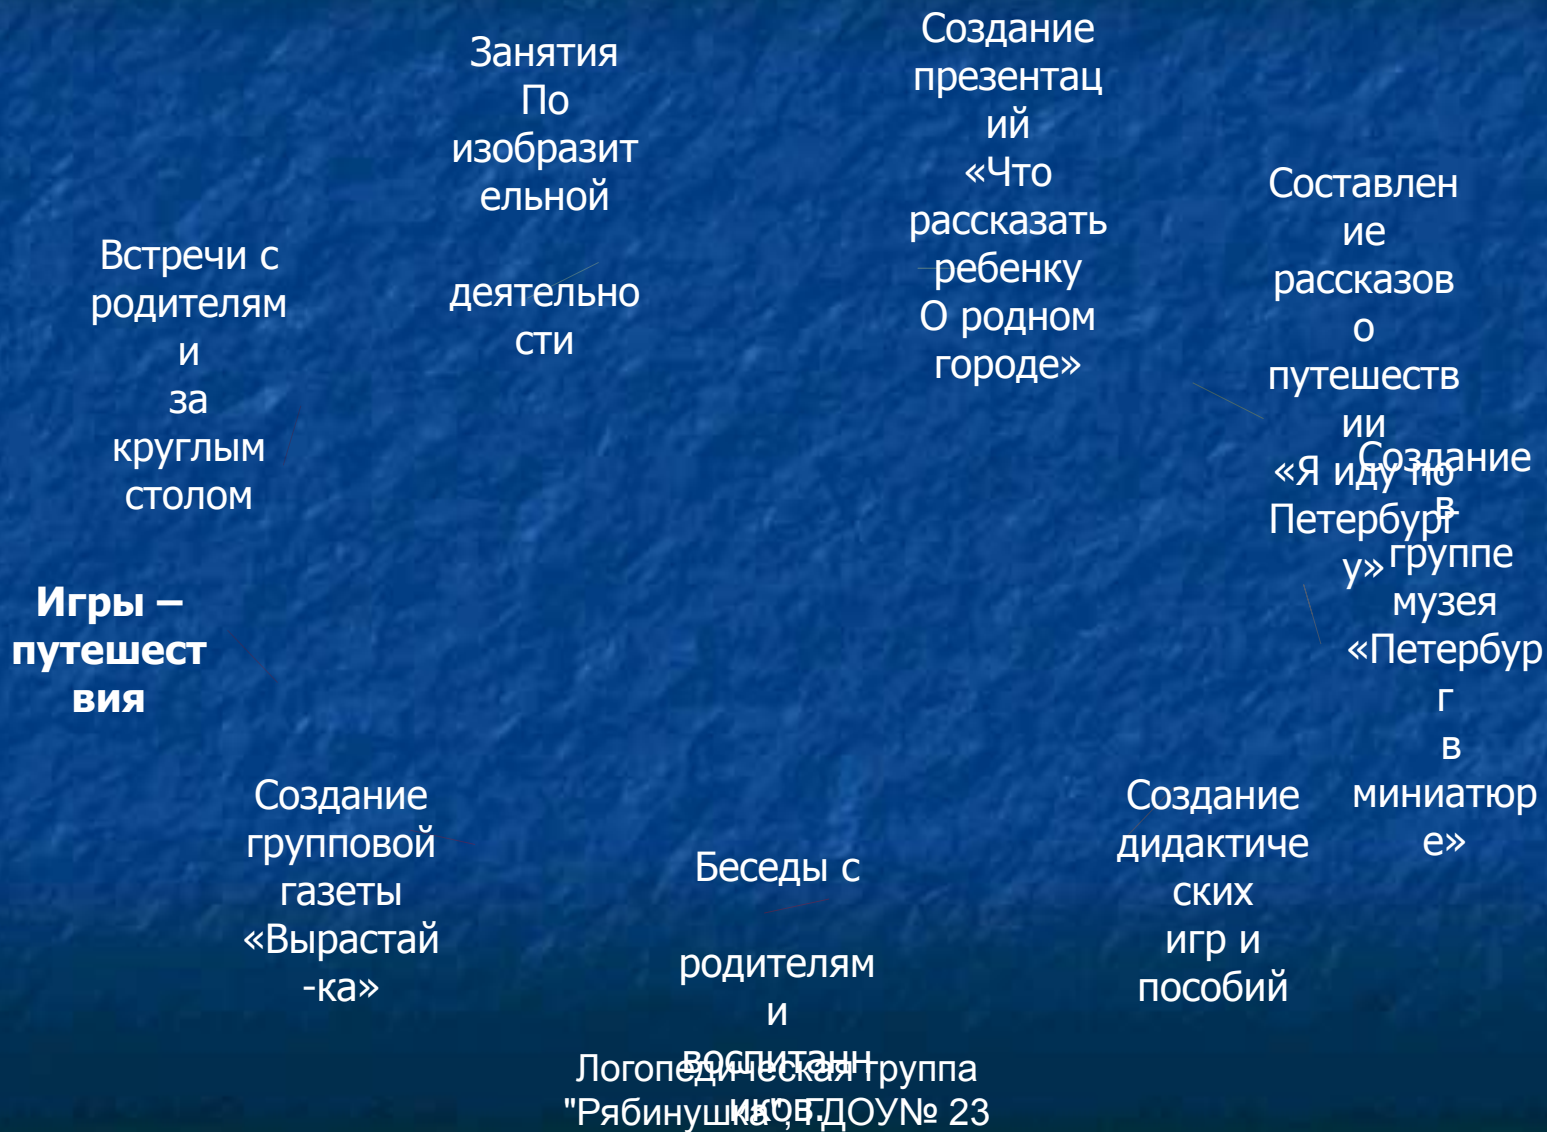 Занятия
По
изобразит
ельной
деятельно
сти
Создание
презентац
ий
«Что
рассказать
ребенку
О родном
городе»
Составлен
ие
рассказов
о
путешеств
ии
«Я иду по
Петербург
у»
Встречи с
родителям
и
за
круглым
столом
Создание
в
группе
музея
«Петербур
г
в
миниатюр
е»
Игры –
путешест
вия
Создание
групповой
газеты
«Вырастай
-ка»
Беседы с
родителям
и
воспитанн
иков.
Создание
дидактиче
ских
игр и
пособий
Логопедическая группа
"Рябинушка", ГДОУ№ 23